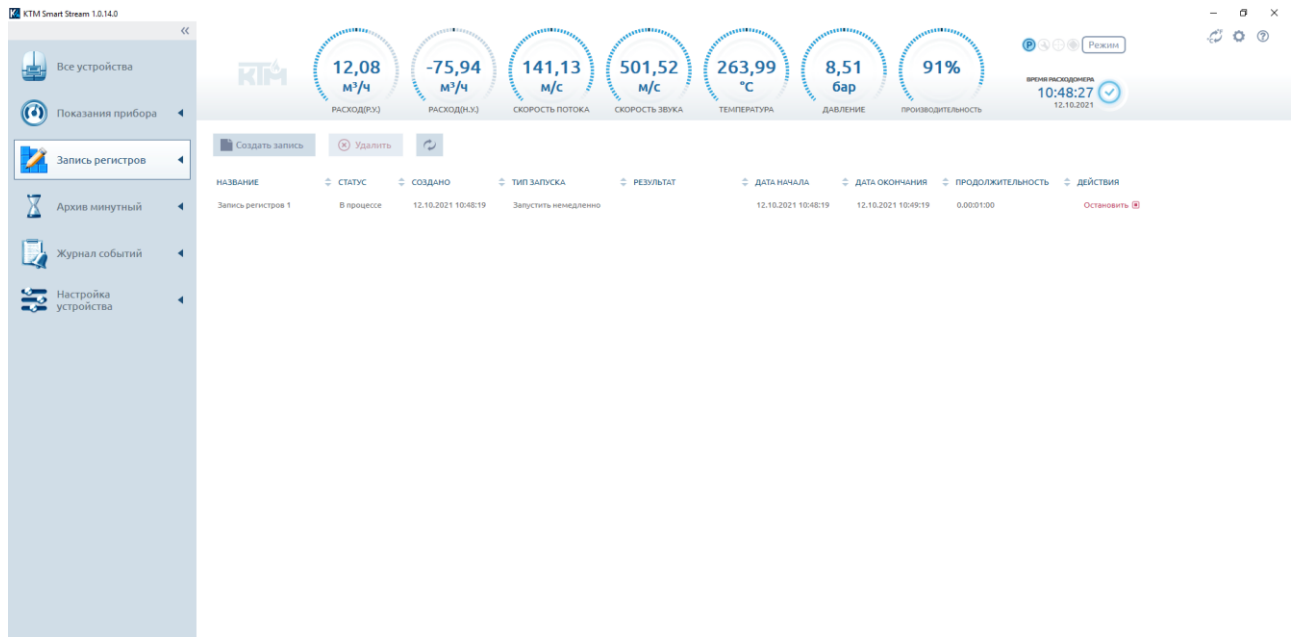 KTM Smart Stream 1.0.14.0
Все устройства
Показания прибора
Запись регистров
Архив минутный
Журнал событий
Настройка
устройства
КТМ
12,08
м³/ч
РАСХОД(Р.У.)
-75,94
м³/ч
РАСХОД(Н.У.)
141,13
м/с
СКОРОСТЬ ПОТОКА
501,52
м/с
СКОРОСТЬ ЗВУКА
263,99
°C
ТЕМПЕРАТУРА
8,51
бар
ДАВЛЕНИЕ
91%
ПРОИЗВОДИТЕЛЬНОСТЬ
P
Режим
ВРЕМЯ РАСХОДОМЕРА
10:48:27
12.10.2021
Создать запись
Удалить
НАЗВАНИЕ СТАТУС СОЗДАНО ТИП ЗАПУСКА РЕЗУЛЬТАТ ДАТА НАЧАЛА ДАТА ОКОНЧАНИЯ ПРОДОЛЖИТЕЛЬНОСТЬ ДЕЙСТВИЯ
Запись регистров 1 В процессе 12.10.2021 10:48:19 Запустить немедленно 12.10.2021 10:48:19 12.10.2021 10:49:19 0.00:01:00 Остановить